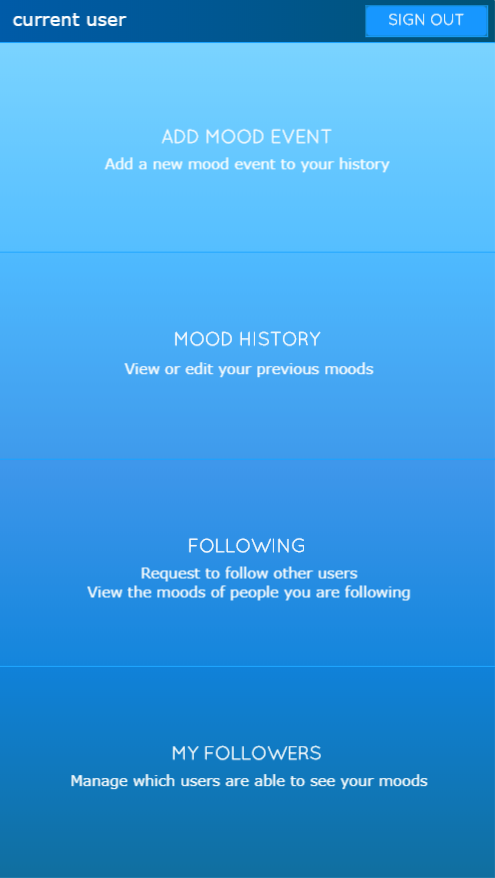 current user
SIGN OUT
ADD MOOD EVENT
Add a new mood event to your history
MOOD HISTORY
View or edit your previous moods
FOLLOWING
Request to follow other users
View the moods of people you are following
MY FOLLOWERS
Manage which users are able to see your moods